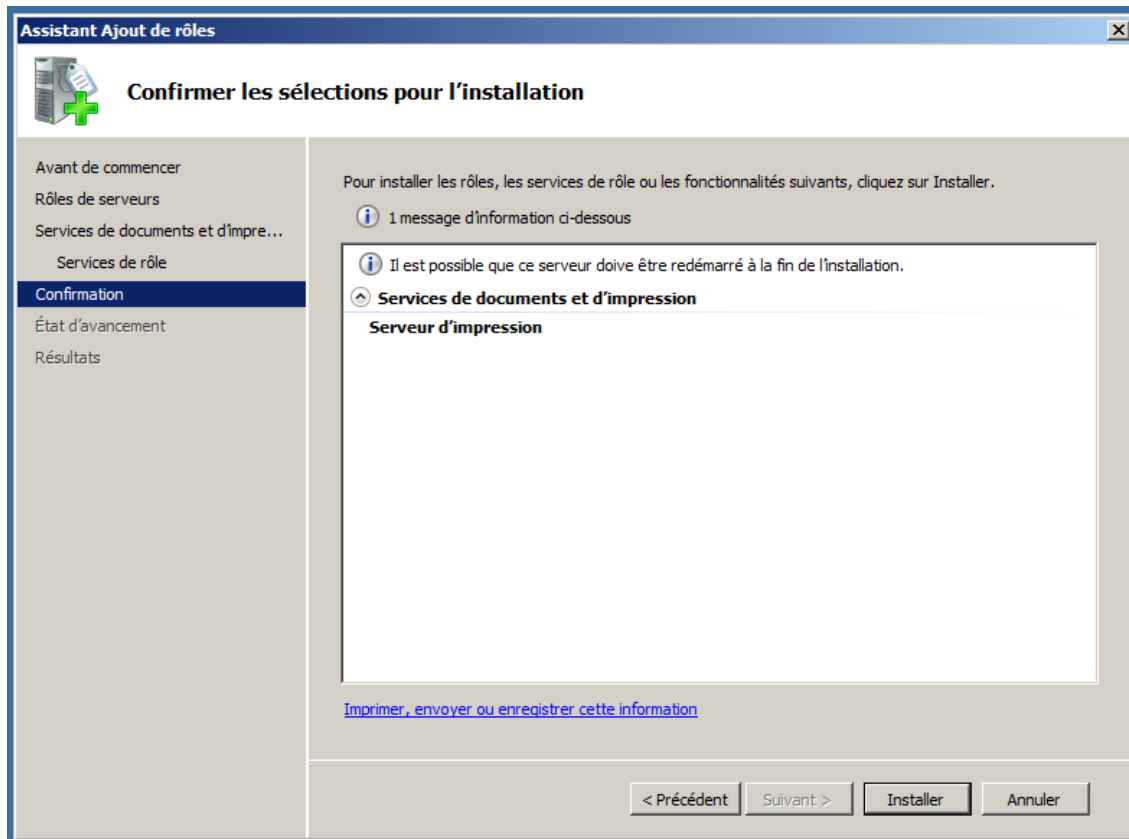 Assistant Ajout de rôles
Confirmer les sélections pour l'installation
Avant de commencer
Rôles de serveurs
Services de documents et d'impre...
Services de rôle
Confirmation
État d'avancement
Résultats
Pour installer les rôles, les services de rôle ou les fonctionnalités suivants, cliquez sur Installer.
1 message d'information ci-dessous
Il est possible que ce serveur doive être redémarré à la fin de l'installation.
Services de documents et d'impression
Serveur d'impression
Imprimer, envoyer ou enregistrer cette information
< Précédent Suivant > Installer Annuler